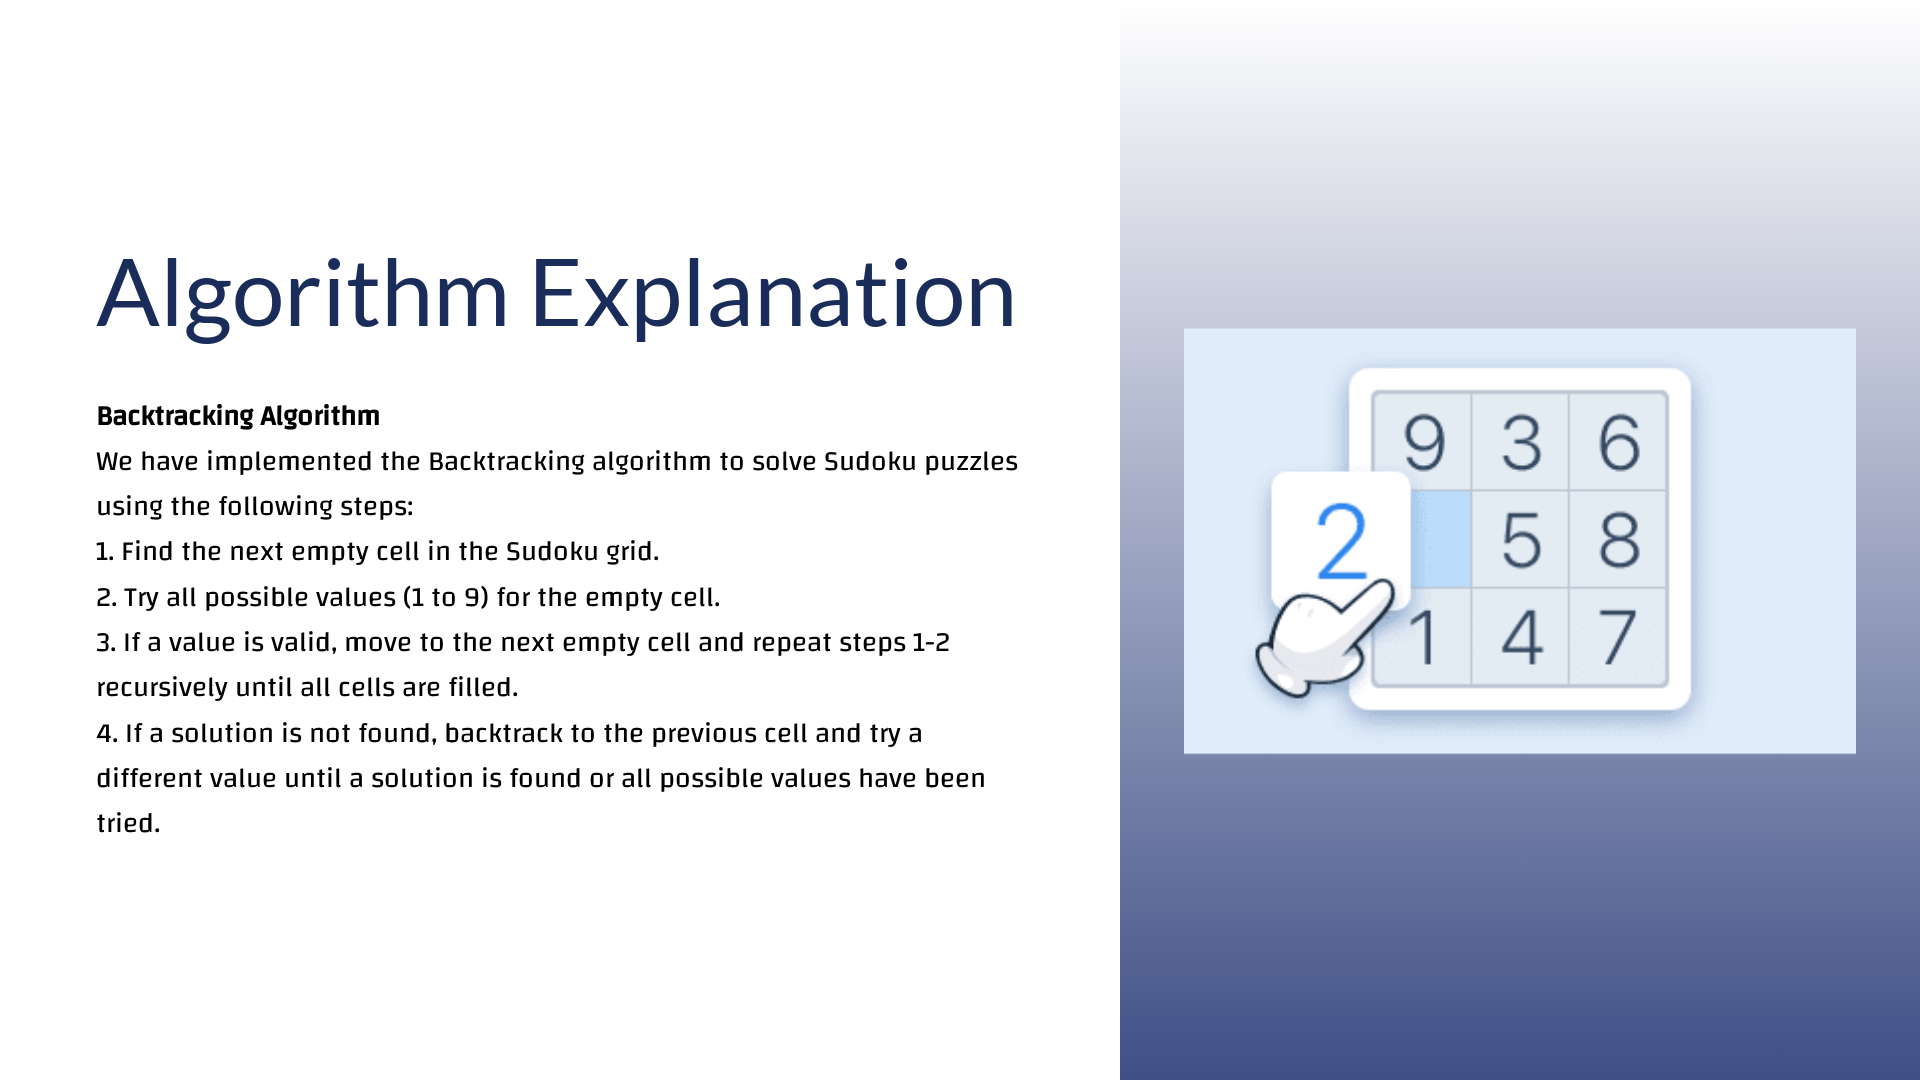 Algorithm Explanation
Backtracking Algorithm
We have implemented the Backtracking algorithm to solve Sudoku puzzles
using the following steps:
1. Find the next empty cell in the Sudoku grid.
2. Try all possible values (1 to 9) for the empty cell.
3. If a value is valid, move to the next empty cell and repeat steps 1-2
recursively until all cells are filled.
4. If a solution is not found, backtrack to the previous cell and try a
different value until a solution is found or all possible values have been
tried.
9 3 6
2 5 8
1 4 7